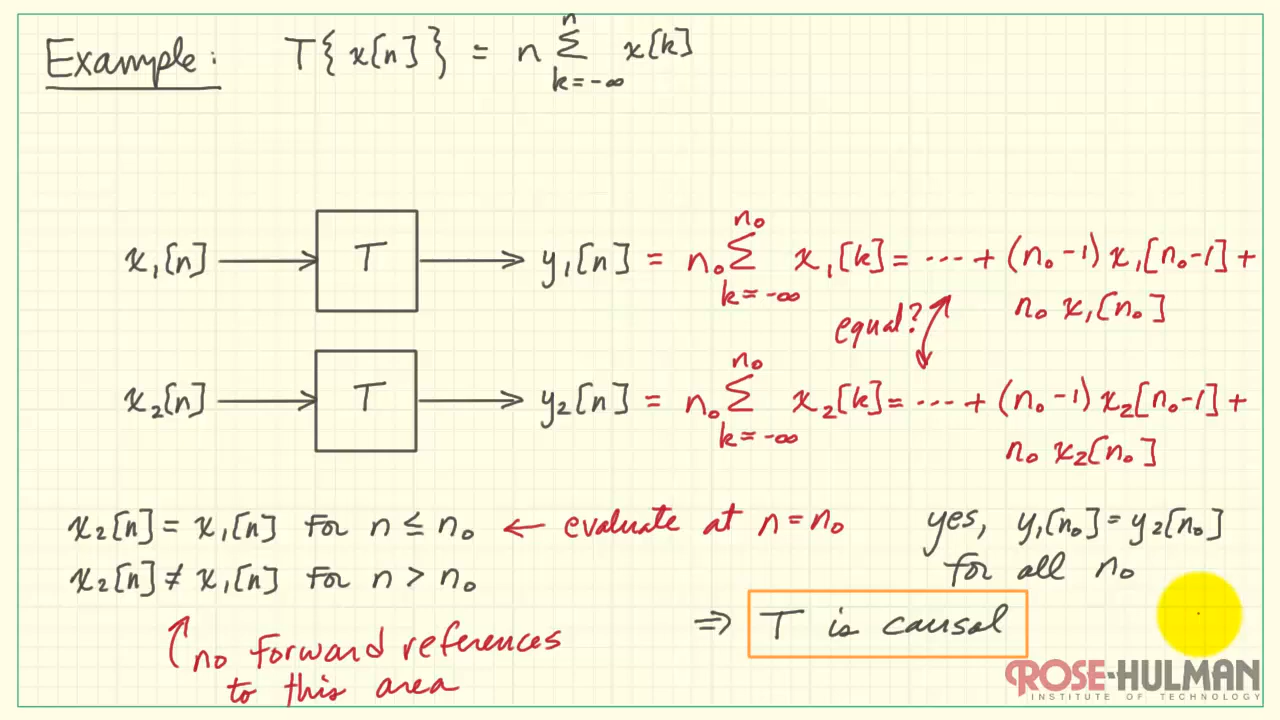 Example: T{ x[n] } = n Σ_{k=-∞}^{n} x[k]
x₁[n] → T → y₁[n] = n₀ Σ_{k=-∞}^{n₀} x₁[k] = ... + (n₀-1) x₁[n₀-1] +
n₀ x₁[n₀]
equal?
x₂[n] → T → y₂[n] = n₀ Σ_{k=-∞}^{n₀} x₂[k] = ... + (n₀-1) x₂[n₀-1] +
n₀ x₂[n₀]
x₂[n] = x₁[n] for n ≤ n₀ ← evaluate at n = n₀
x₂[n] ≠ x₁[n] for n > n₀
↑ no forward references
to this area
yes, y₁[n₀] = y₂[n₀]
for all n₀
⇒ T is causal
ROSE-HULMAN
INSTITUTE OF TECHNOLOGY